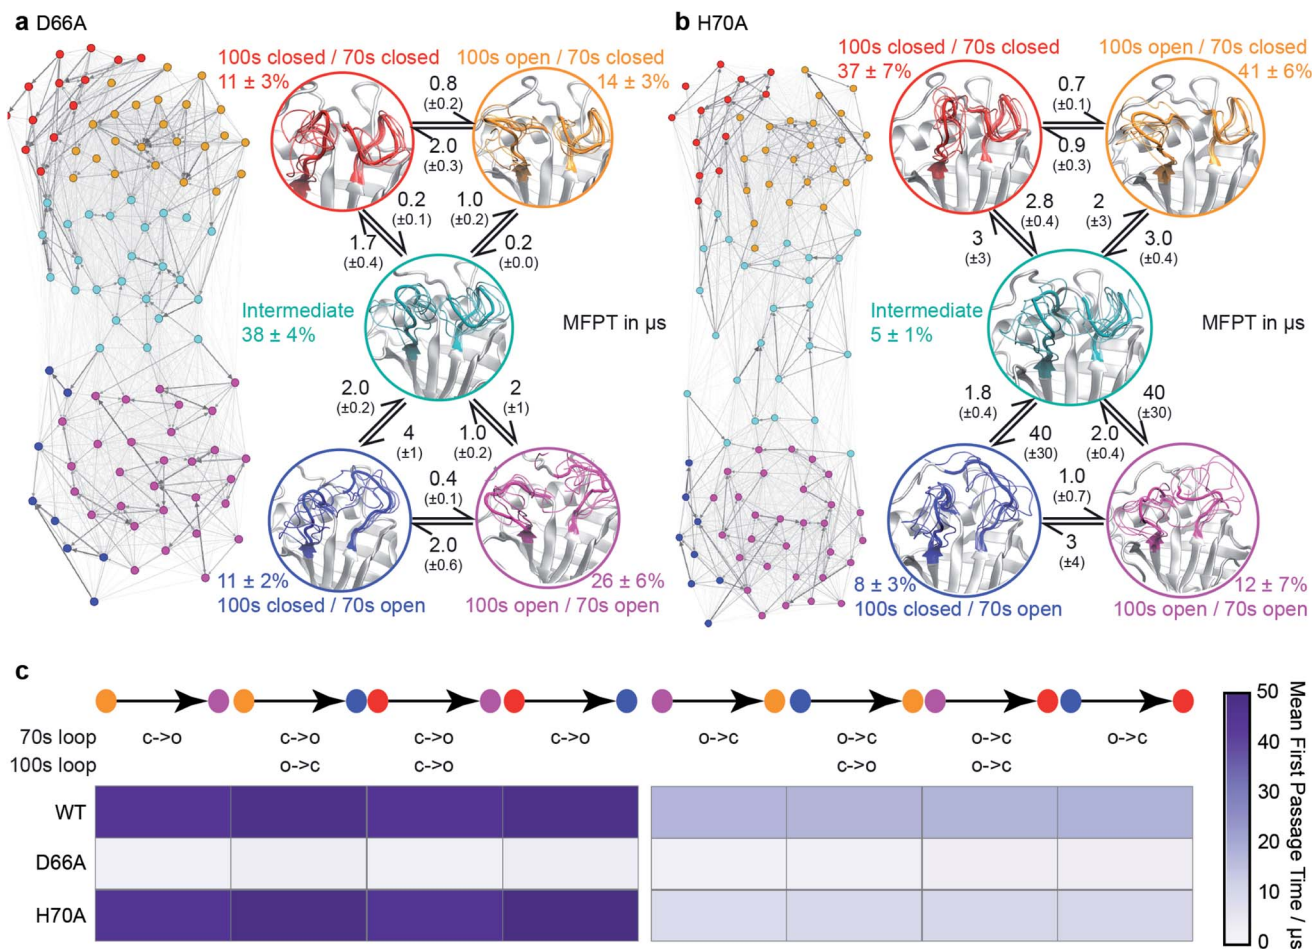 a D66A
100s closed / 70s closed
11 ± 3%
100s open / 70s closed
14 ± 3%
0.8
(±0.2)
2.0
(±0.3)
0.2
(±0.1)
1.7
(±0.4)
1.0
(±0.2)
0.2
(±0.0)
Intermediate
38 ± 4%
MFPT in µs
2.0
(±0.2)
4
(±1)
2
(±1)
1.0
(±0.2)
0.4
(±0.1)
2.0
(±0.6)
11 ± 2%
100s closed / 70s open
26 ± 6%
100s open / 70s open
b H70A
100s closed / 70s closed
37 ± 7%
100s open / 70s closed
41 ± 6%
0.7
(±0.1)
0.9
(±0.3)
2.8
(±0.4)
3
(±3)
2
(±3)
3.0
(±0.4)
Intermediate
5 ± 1%
MFPT in µs
1.8
(±0.4)
40
(±30)
40
(±30)
2.0
(±0.4)
1.0
(±0.7)
3
(±4)
8 ± 3%
100s closed / 70s open
12 ± 7%
100s open / 70s open
c
70s loop c->o c->o c->o c->o o->c o->c o->c o->c
100s loop o->c c->o c->o o->c
WT
D66A
H70A
50
40
30
20
10
0
Mean First Passage Time / µs